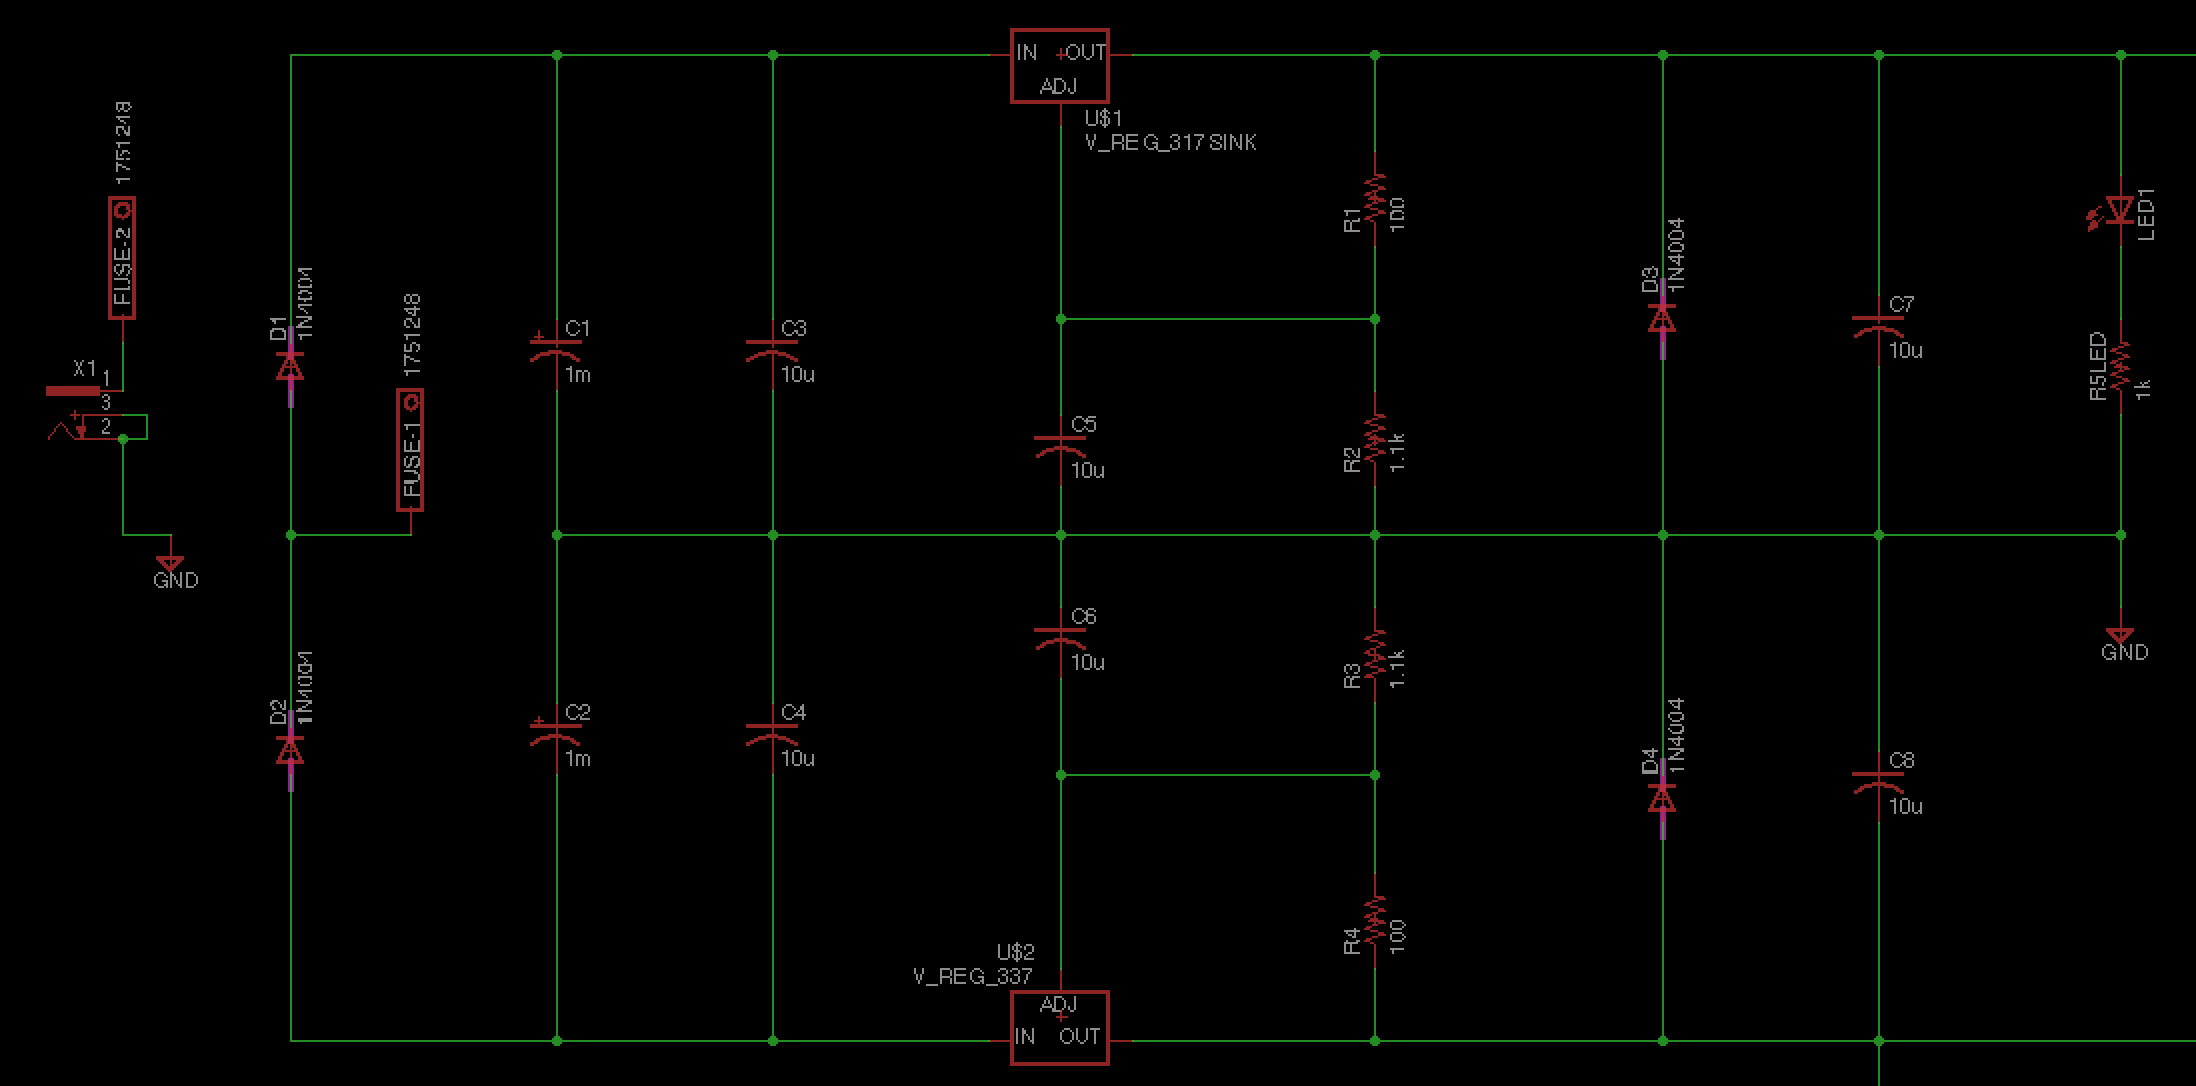 IN
OUT
ADJ
U$1
V_REG_317SINK
1751248
FUSE-2
X1
1
3
2
GND
D1
1N4004
1751248
FUSE-1
C1
1m
C3
10u
C5
10u
R1
100
R2
1.1k
D3
1N4004
C7
10u
LED1
R5LED
1k
GND
D2
1N4004
C2
1m
C4
10u
C6
10u
R3
1.1k
R4
100
D4
1N4004
C8
10u
U$2
V_REG_337
ADJ
IN
OUT